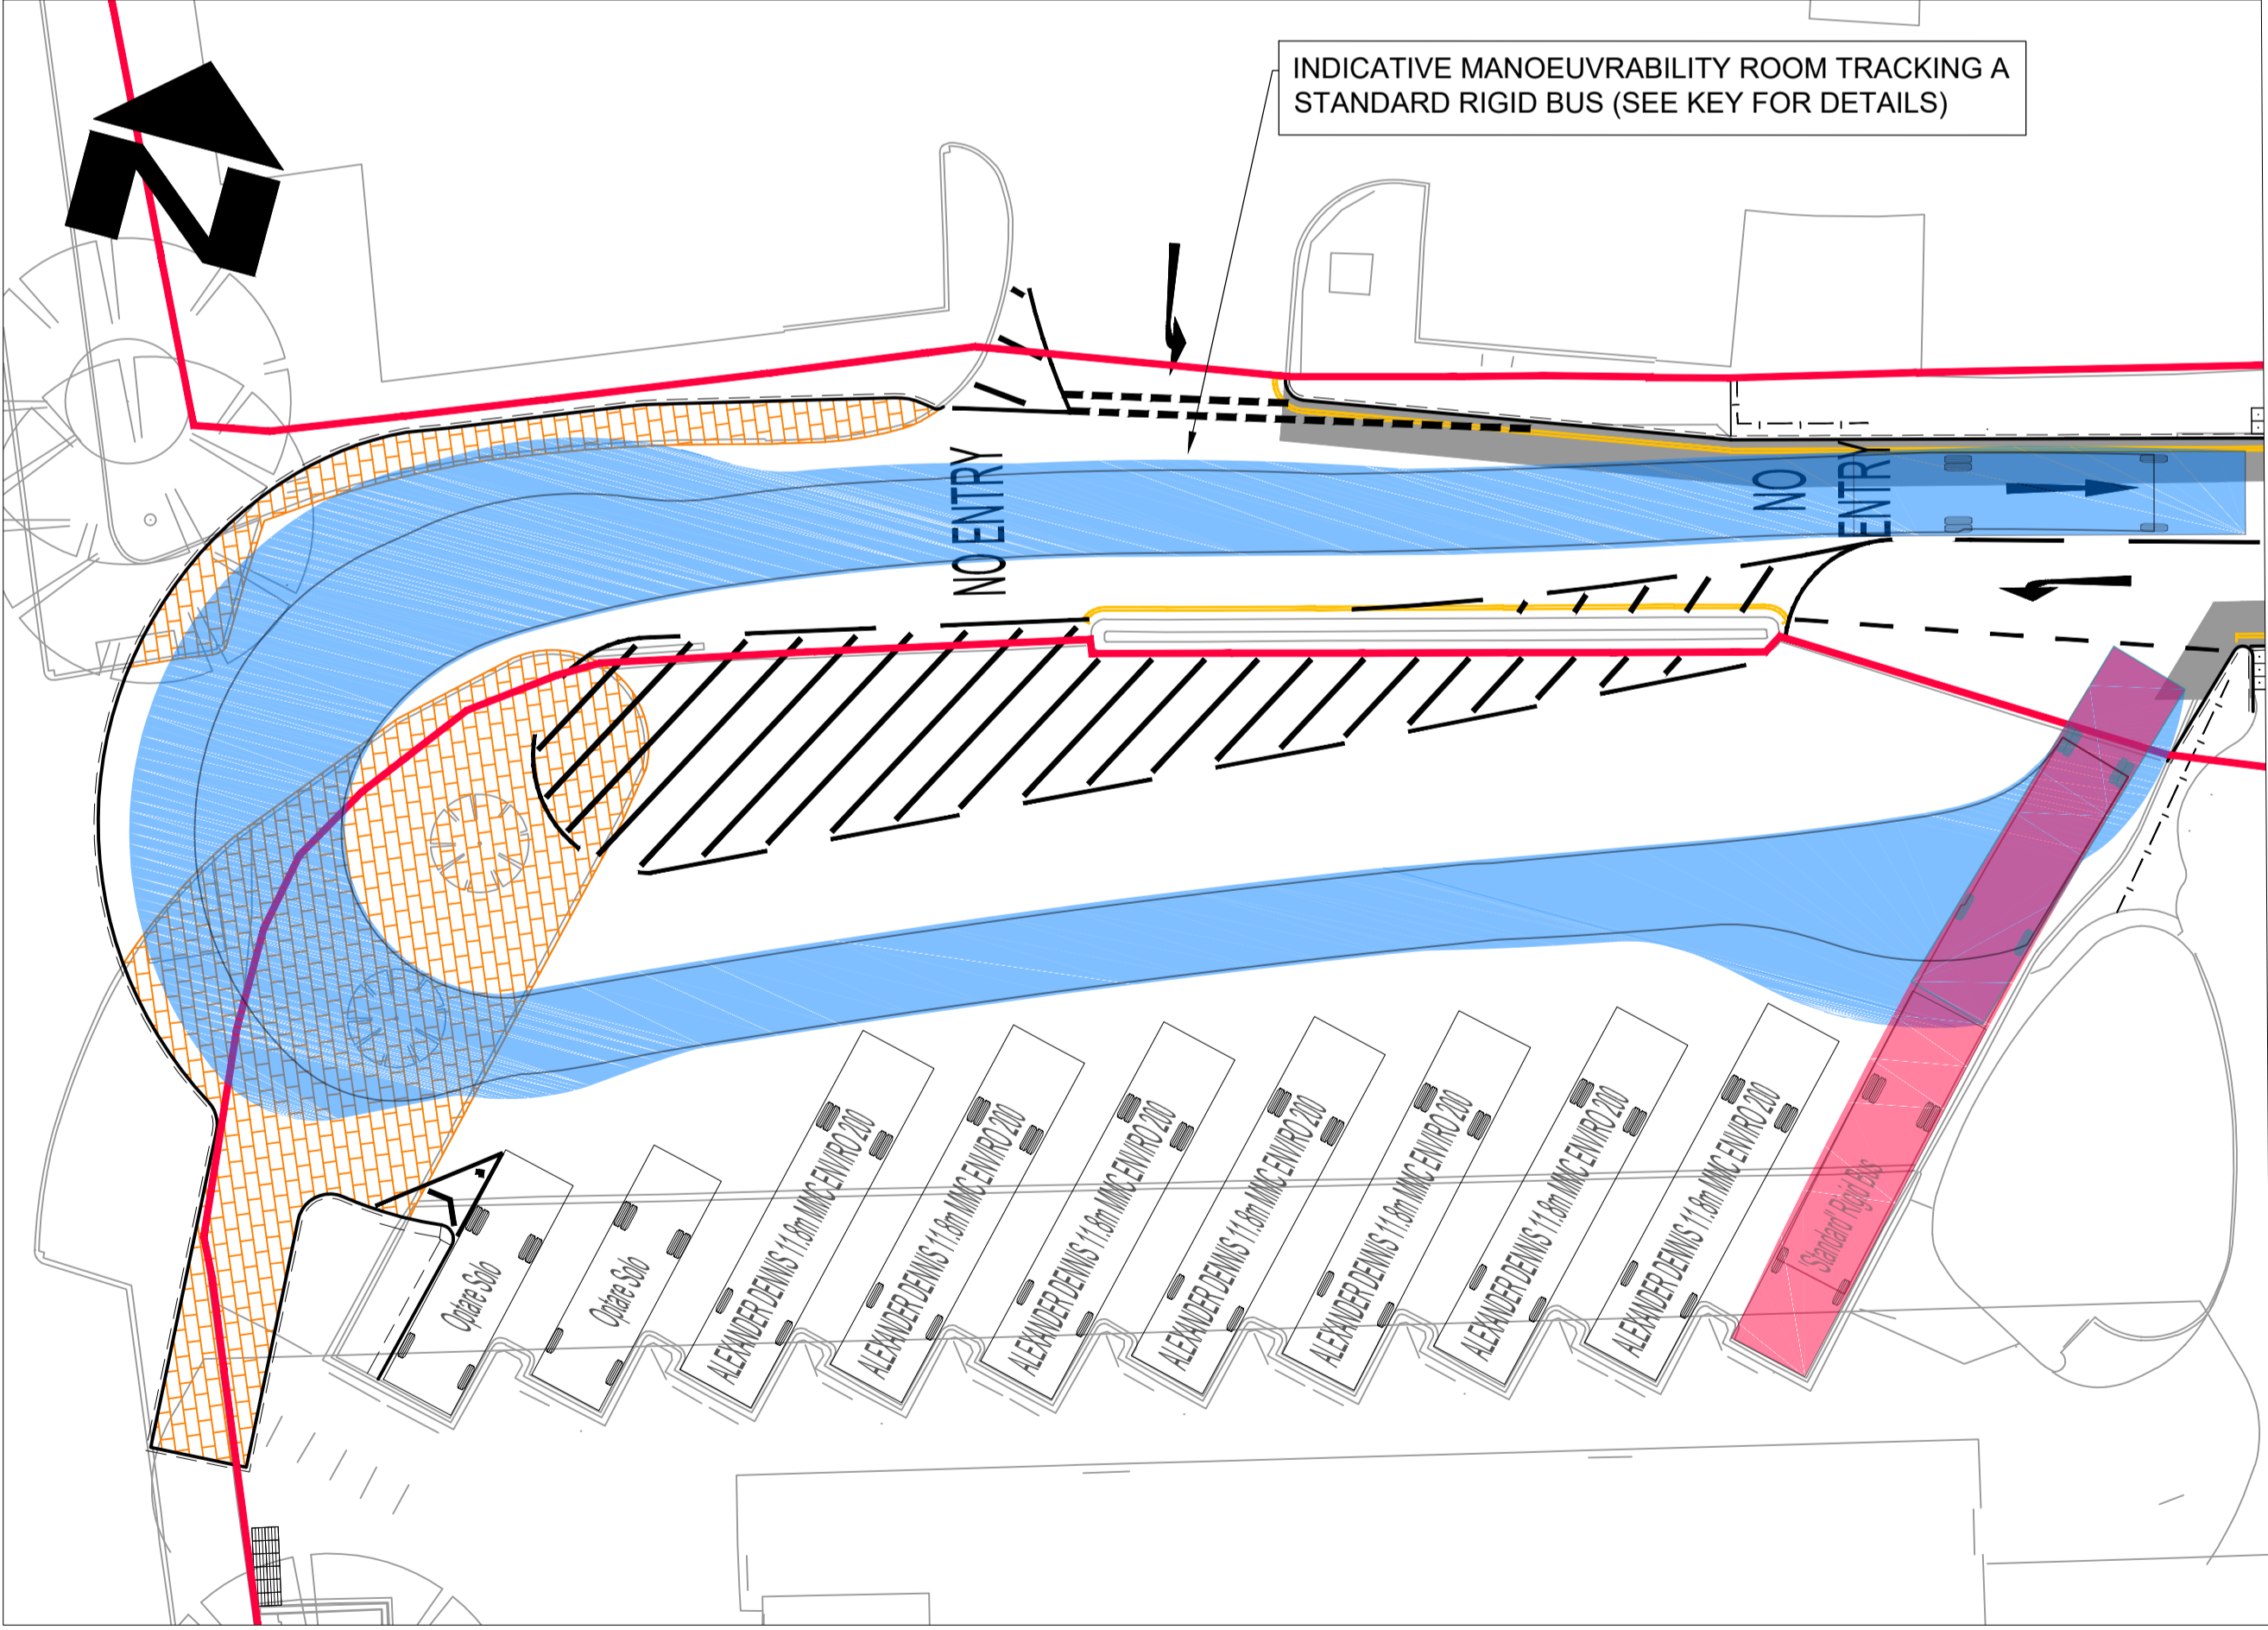 INDICATIVE MANOEUVRABILITY ROOM TRACKING A
STANDARD RIGID BUS (SEE KEY FOR DETAILS)
N
NO ENTRY
NO
ENTRY
Optare Solo
Optare Solo
ALEXANDER DENNIS 11.8m MMC ENVIRO 200
ALEXANDER DENNIS 11.8m MMC ENVIRO 200
ALEXANDER DENNIS 11.8m MMC ENVIRO 200
ALEXANDER DENNIS 11.8m MMC ENVIRO 200
ALEXANDER DENNIS 11.8m MMC ENVIRO 200
ALEXANDER DENNIS 11.8m MMC ENVIRO 200
ALEXANDER DENNIS 11.8m MMC ENVIRO 200
'Standard' Rigid Bus